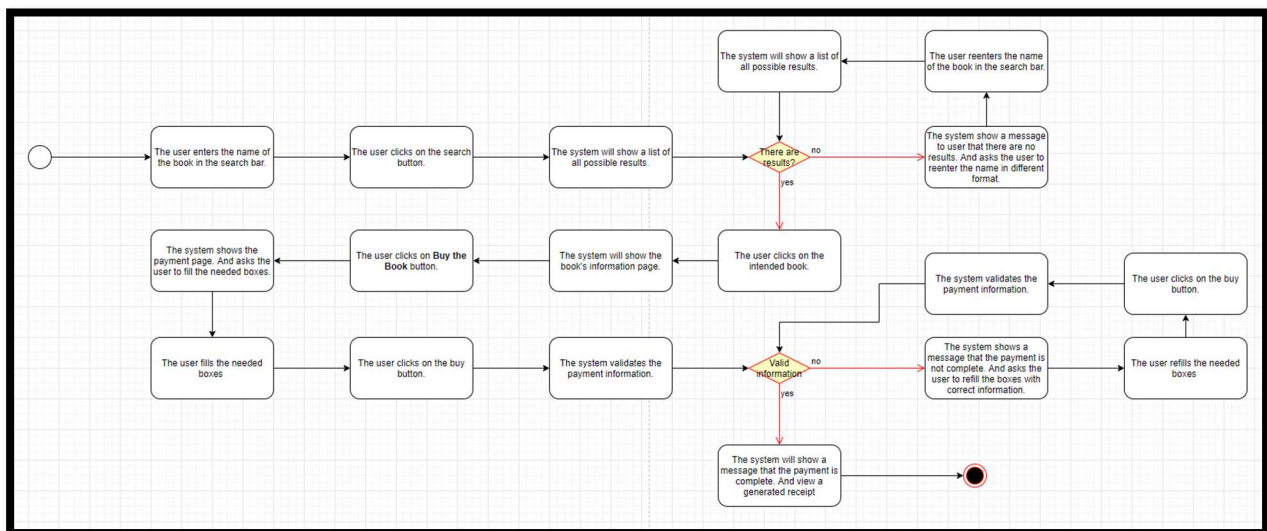 The system will show a list of
all possible results.
The user reenters the name
of the book in the search bar.
The user enters the name of
the book in the search bar.
The user clicks on the search
button.
The system will show a list of
all possible results.
There are
results?
no
yes
The system show a message
to user that there are no
results. And asks the user to
reenter the name in different
format.
The system shows the
payment page. And asks the
user to fill the needed boxes.
The user clicks on Buy the
Book button.
The system will show the
book's information page.
The user clicks on the
intended book.
The system validates the
payment information.
The user clicks on the buy
button.
The user fills the needed
boxes
The user clicks on the buy
button.
The system validates the
payment information.
Valid
information
no
yes
The system shows a
message that the payment is
not complete. And asks the
user to refill the boxes with
correct information.
The user refills the needed
boxes
The system will show a
message that the payment is
complete. And view a
generated receipt